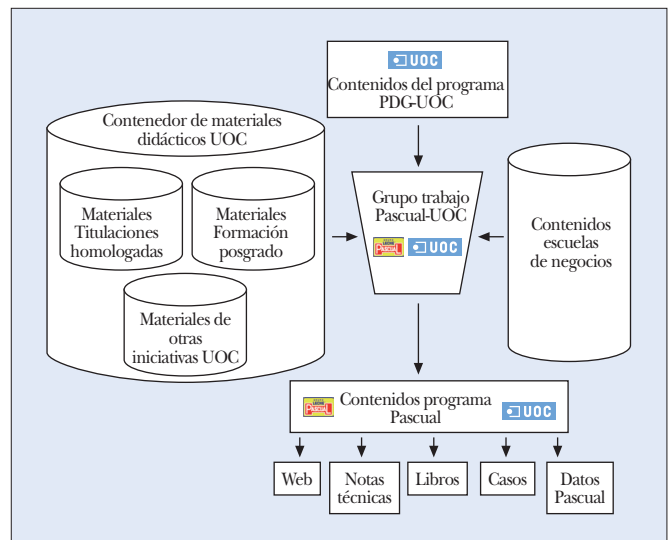 UOC
Contenidos del programa
PDG-UOC
Contenedor de materiales
didácticos UOC
Materiales
Titulaciones
homologadas
Materiales
Formación
posgrado
Materiales de
otras
iniciativas UOC
Grupo trabajo
Pascual-UOC
Pascual
UOC
Contenidos
escuelas
de negocios
Pascual
Contenidos programa
Pascual
UOC
Web
Notas
técnicas
Libros
Casos
Datos
Pascual